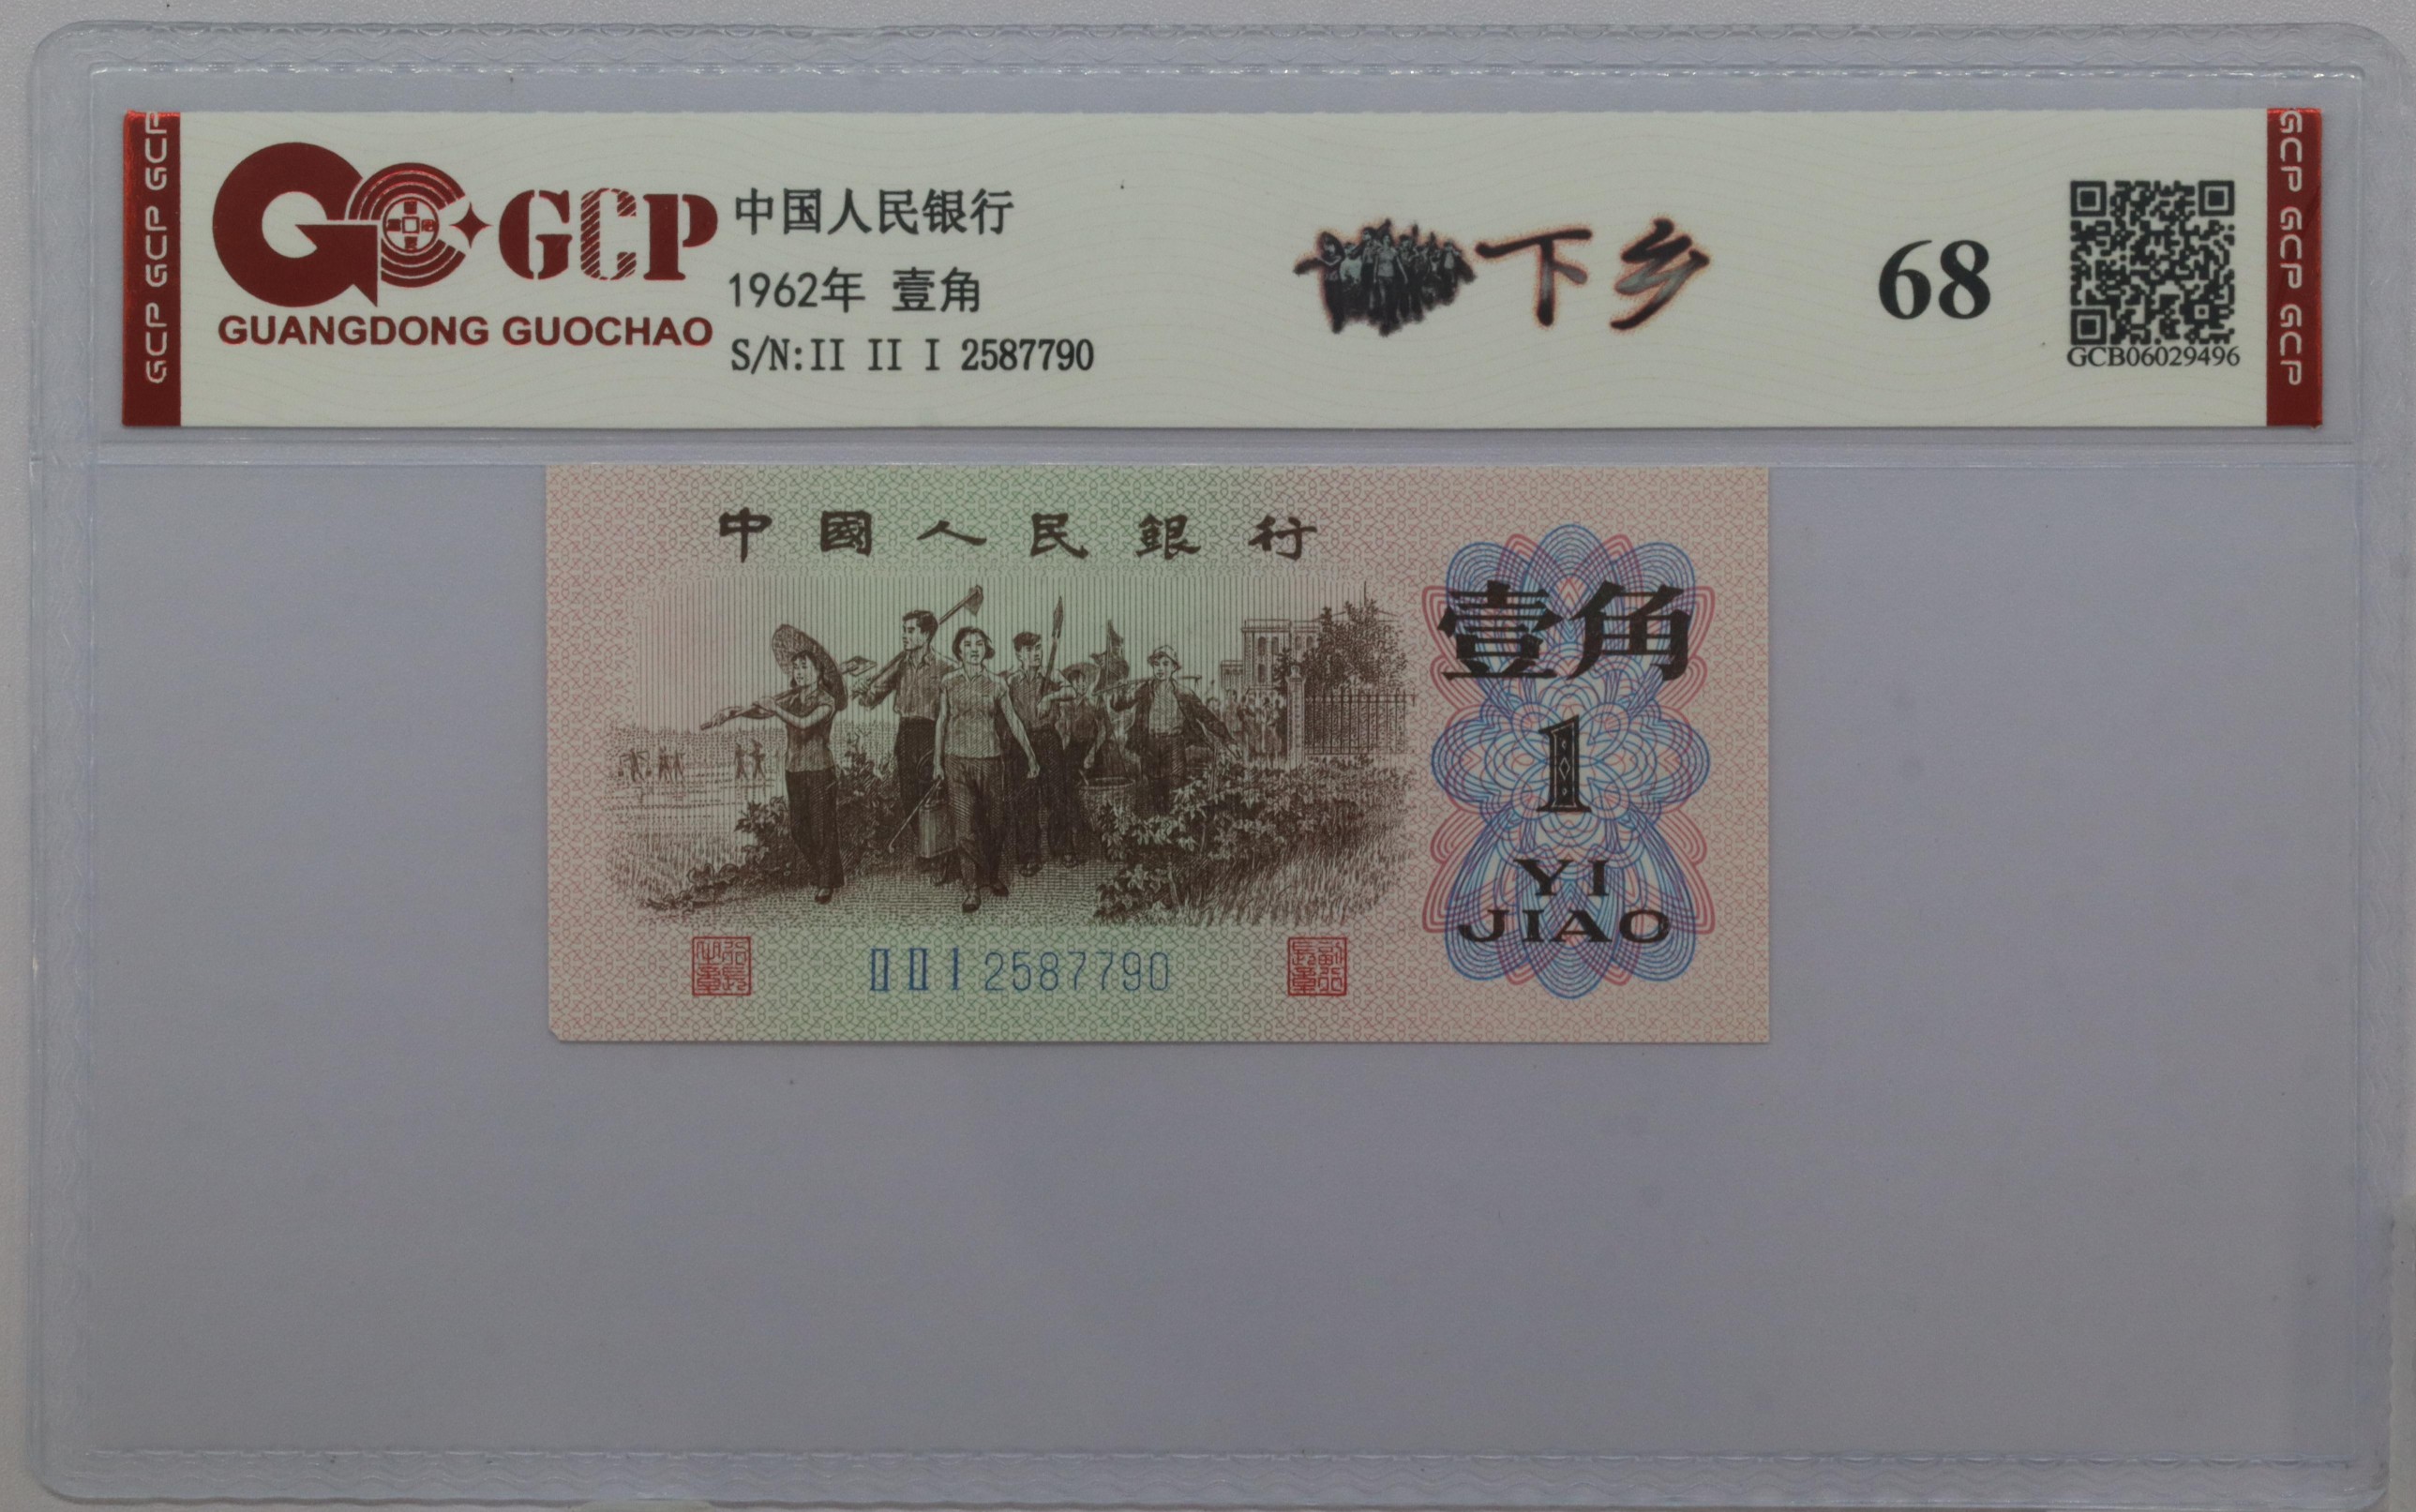 GCP GCP GCP
GCP
GUANGDONG GUOCHAO
中国人民银行
1962年 壹角
S/N:II II I 2587790
下乡
68
GCB06029496
GCP GCP GCP
中國人民銀行
壹角
1
YI
JIAO
II II I 2587790